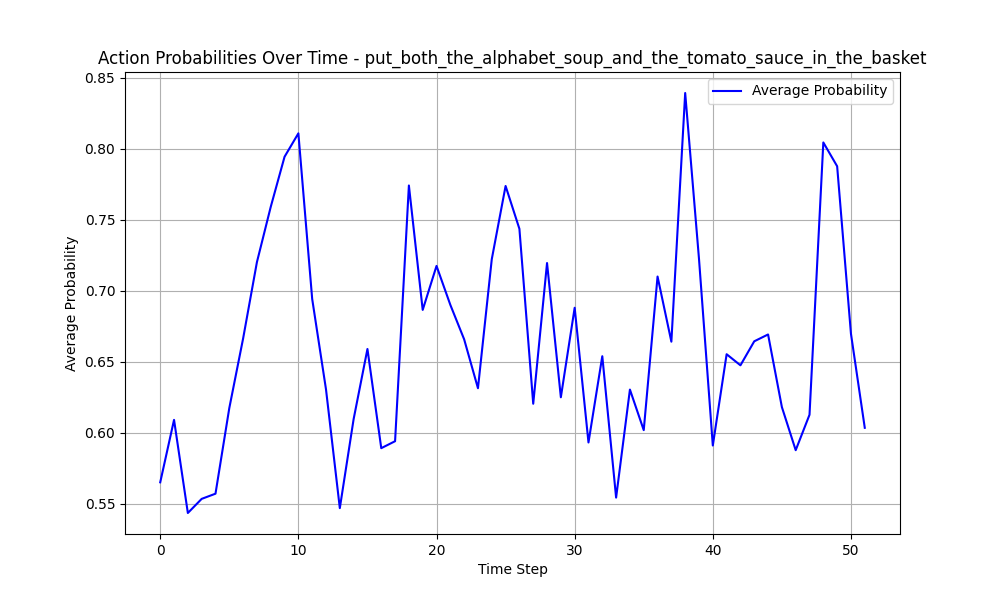 Action Probabilities Over Time - put_both_the_alphabet_soup_and_the_tomato_sauce_in_the_basket
Average Probability
0.85
0.80
0.75
0.70
0.65
0.60
0.55
Average Probability
0 10 20 30 40 50
Time Step